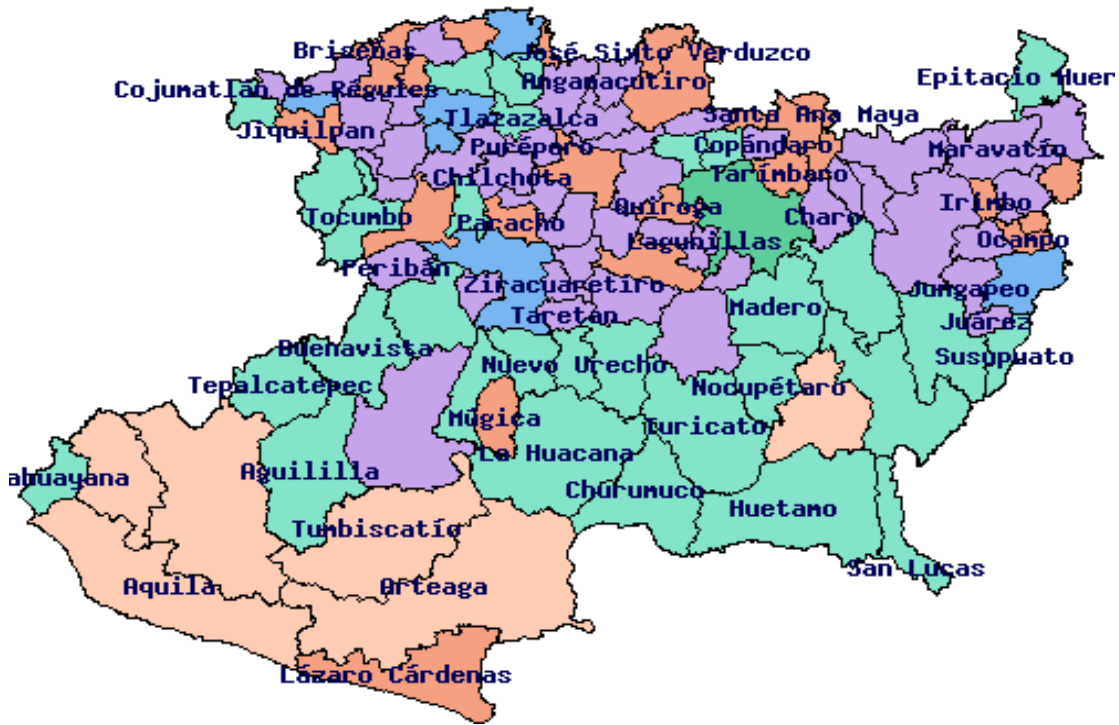 Briseñas
José Sixto Verduzco
Epitacio Huer
Cojumatlán de Régules
Angamacutiro
Jiquilpan
Tlazazalca
Santa Ana Maya
Puréparo
Copándaro
Maravatío
Chilchota
Tarímbaro
Tocumbo
Paracho
Quiroga
Charo
Irimbo
Lagunillas
Ocampo
Peribán
Ziracuaretiro
Jungapeo
Taretan
Madero
Juárez
Buenavista
Nuevo Urecho
Susupuato
Tepalcatepec
Nocupétaro
Múgica
Turicato
La Huacana
Aguililla
ahuayana
Churumuco
Huetamo
Tumbiscatío
San Lucas
Aquila
Arteaga
Lázaro Cárdenas